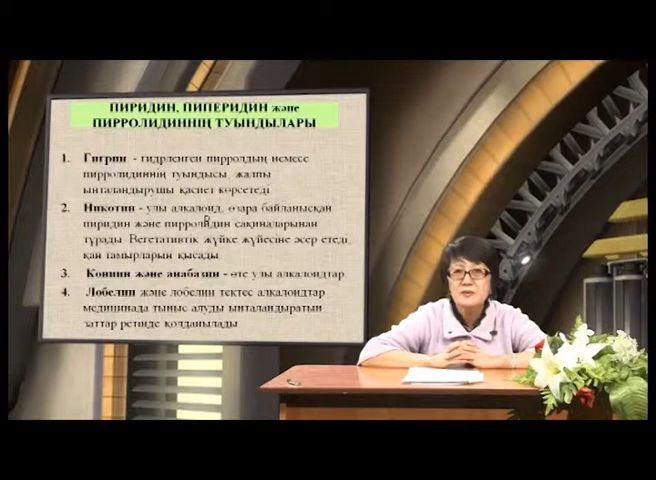 ПИРИДИН, ПИПЕРИДИН және
ПИРРОЛИДИННІҢ ТУЫНДЫЛАРЫ
1. Гигрин - гидрленген пирролдың немесе
пирролидиннің туындысы, жалпы
ынталандырушы қасиет көрсетеді
2. Никотин - улы алкалоид, өзара байланысқан
пиридин және пирролидин сақиналарынан
тұрады. Вегетативтік жүйке жүйесіне әсер етеді,
қан тамырларын қысады.
3. Кониин және анабазин - өте улы алкалоидтар.
4. Лобелин және лобелин тектес алкалоидтар
медицинада тыныс алуды ынталандыратын
заттар ретінде қолданылады